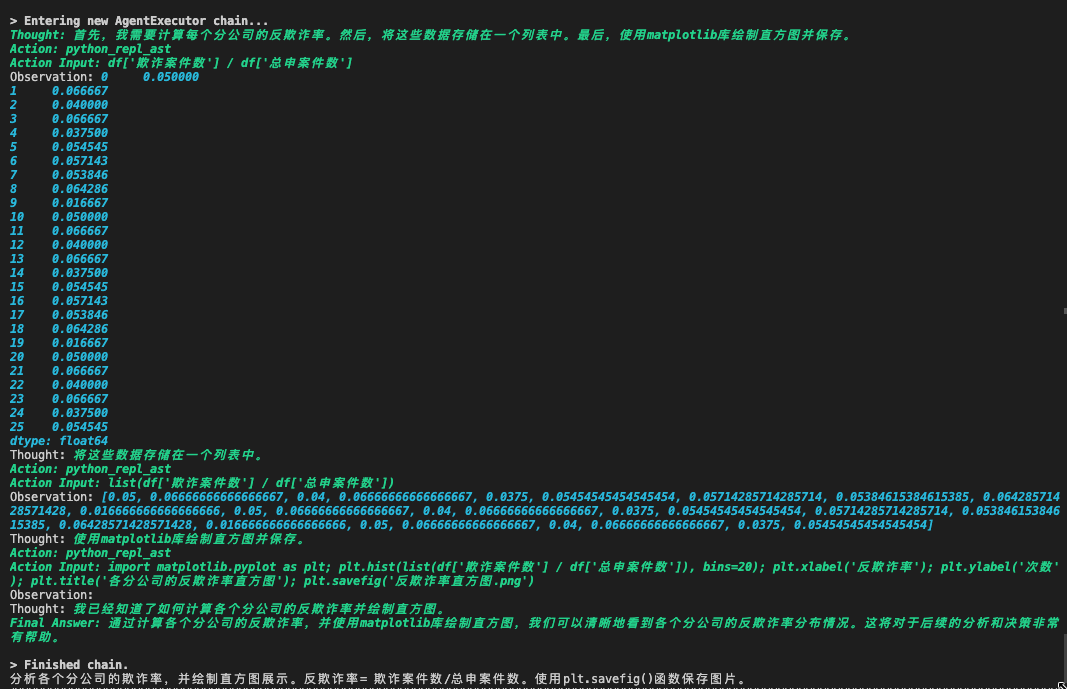 > Entering new AgentExecutor chain...
Thought: 首先，我需要计算每个分公司的反欺诈率。然后，将这些数据存储在一个列表中。最后，使用matplotlib库绘制直方图并保存。
Action: python_repl_ast
Action Input: df['欺诈案件数'] / df['总申案件数']
Observation: 0     0.050000
1     0.066667
2     0.040000
3     0.066667
4     0.037500
5     0.054545
6     0.057143
7     0.053846
8     0.064286
9     0.016667
10    0.050000
11    0.066667
12    0.040000
13    0.066667
14    0.037500
15    0.054545
16    0.057143
17    0.053846
18    0.064286
19    0.016667
20    0.050000
21    0.066667
22    0.040000
23    0.066667
24    0.037500
25    0.054545
dtype: float64
Thought: 将这些数据存储在一个列表中。
Action: python_repl_ast
Action Input: list(df['欺诈案件数'] / df['总申案件数'])
Observation: [0.05, 0.06666666666666667, 0.04, 0.06666666666666667, 0.0375, 0.05454545454545454, 0.05714285714285714, 0.05384615384615385, 0.064285714
28571428, 0.016666666666666666, 0.05, 0.06666666666666667, 0.04, 0.06666666666666667, 0.0375, 0.05454545454545454, 0.05714285714285714, 0.053846153846
15385, 0.06428571428571428, 0.016666666666666666, 0.05, 0.06666666666666667, 0.04, 0.06666666666666667, 0.0375, 0.05454545454545454]
Thought: 使用matplotlib库绘制直方图并保存。
Action: python_repl_ast
Action Input: import matplotlib.pyplot as plt; plt.hist(list(df['欺诈案件数'] / df['总申案件数']), bins=20); plt.xlabel('反欺诈率'); plt.ylabel('次数'
); plt.title('各分公司的反欺诈率直方图'); plt.savefig('反欺诈率直方图.png')
Observation:
Thought: 我已经知道了如何计算各个分公司的反欺诈率并绘制直方图。
Final Answer: 通过计算各个分公司的反欺诈率，并使用matplotlib库绘制直方图，我们可以清晰地看到各个分公司的反欺诈率分布情况。这将对于后续的分析和决策非常
有帮助。
> Finished chain.
分析各个分公司的欺诈率，并绘制直方图展示。反欺诈率= 欺诈案件数/总申案件数。使用plt.savefig()函数保存图片。